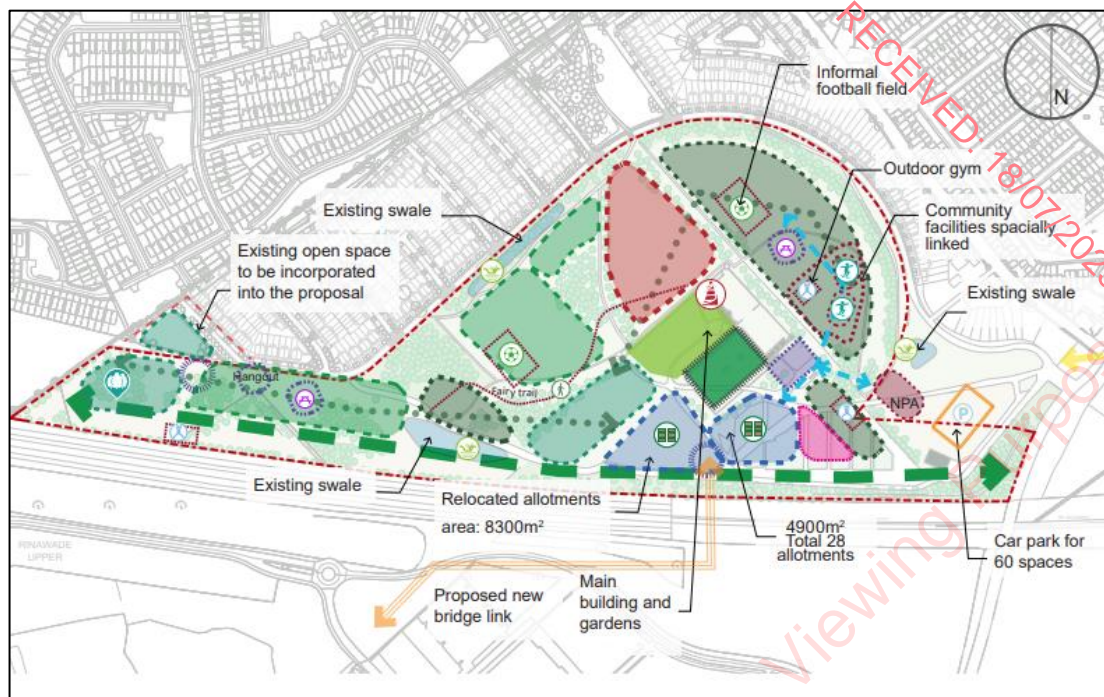 RECEIVED: 18/07/202
Viewing purpo
N
Informal
football field
Outdoor gym
Community
facilities spacially
linked
Existing swale
Existing swale
Existing open space
to be incorporated
into the proposal
Hangout
Fairy trail
NPA
P
Existing swale
Relocated allotments
area: 8300m²
4900m²
Total 28
allotments
Car park for
60 spaces
RINAWADE
UPPER
Proposed new
bridge link
Main
building and
gardens